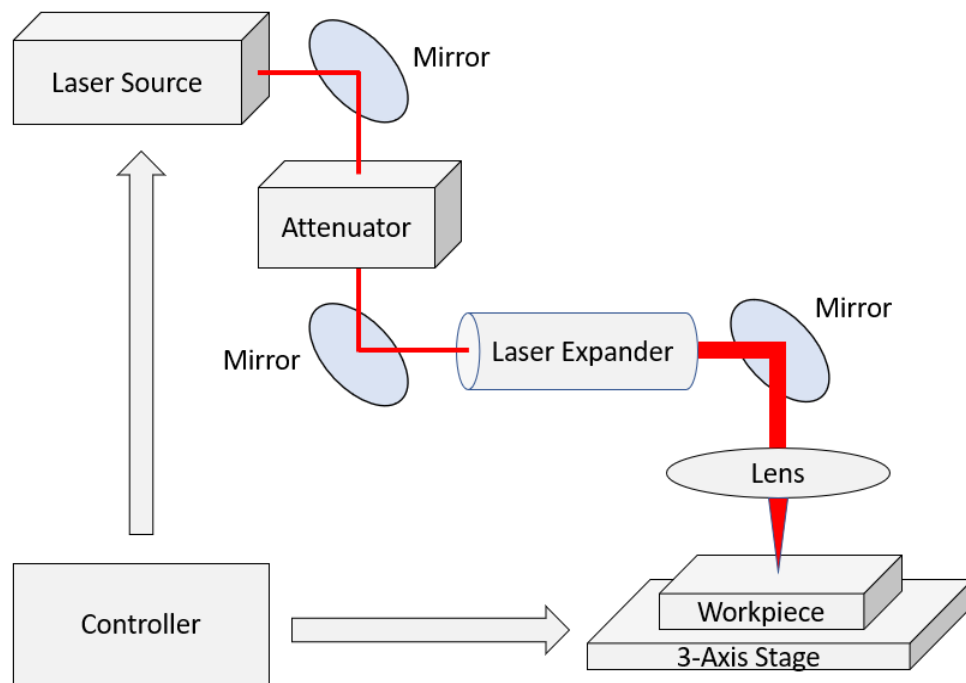 Mirror
Laser Source
Attenuator
Mirror
Mirror
Laser Expander
Lens
Controller
Workpiece
3-Axis Stage